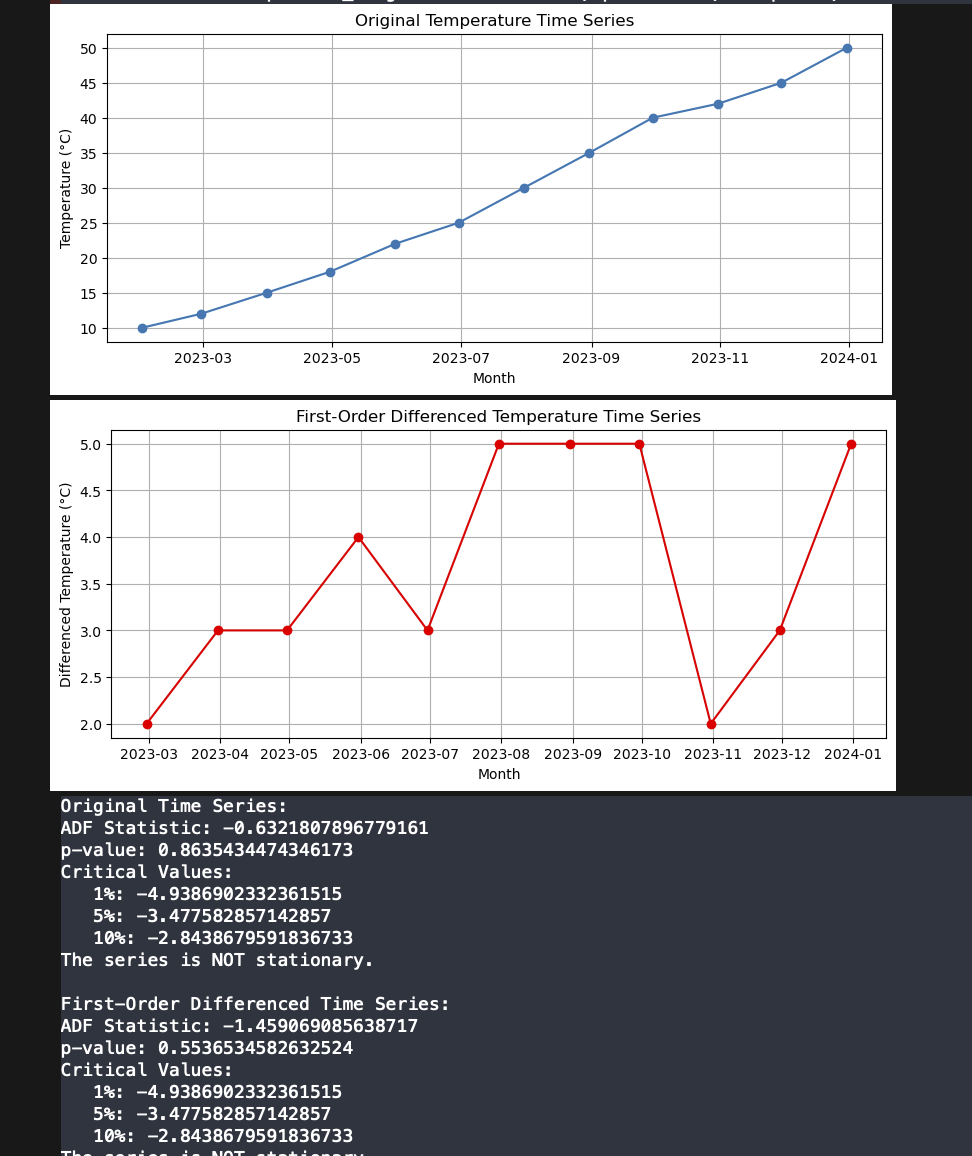 Original Temperature Time Series
50
45
40
35
30
25
20
15
10
Temperature (°C)
2023-03 2023-05 2023-07 2023-09 2023-11 2024-01
Month
First-Order Differenced Temperature Time Series
5.0
4.5
4.0
3.5
3.0
2.5
2.0
Differenced Temperature (°C)
2023-03 2023-04 2023-05 2023-06 2023-07 2023-08 2023-09 2023-10 2023-11 2023-12 2024-01
Month
Original Time Series:
ADF Statistic: -0.6321807896779161
p-value: 0.8635434474346173
Critical Values:
1%: -4.9386902332361515
5%: -3.477582857142857
10%: -2.8438679591836733
The series is NOT stationary.
First-Order Differenced Time Series:
ADF Statistic: -1.459069085638717
p-value: 0.5536534582632524
Critical Values:
1%: -4.9386902332361515
5%: -3.477582857142857
10%: -2.8438679591836733
The series is NOT stationary